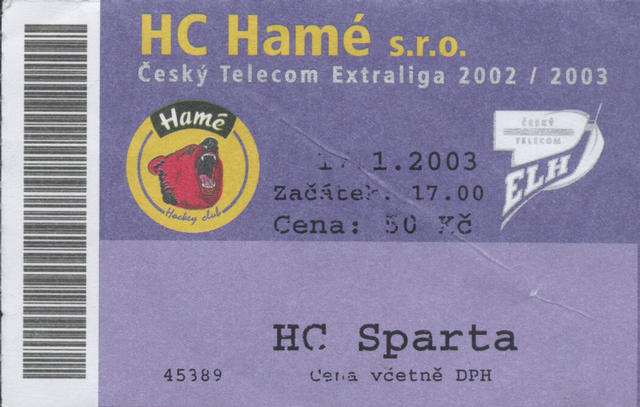 HC Hamé s.r.o.
Český Telecom Extraliga 2002 / 2003
Hamé
Hockey club
ČESKÝ
TELECOM
ELH
1.2003
Začátek: 17.00
Cena: 50 Kč
HC Sparta
45389
Cena včetně DPH